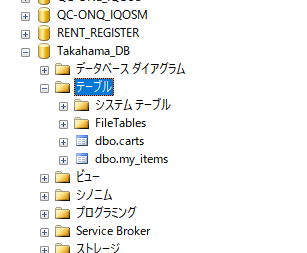 QC-ONQ_IQOSM
RENT_REGISTER
Takahama_DB
データベース ダイアグラム
テーブル
システム テーブル
FileTables
dbo.carts
dbo.my_items
ビュー
シノニム
プログラミング
Service Broker
ストレージ